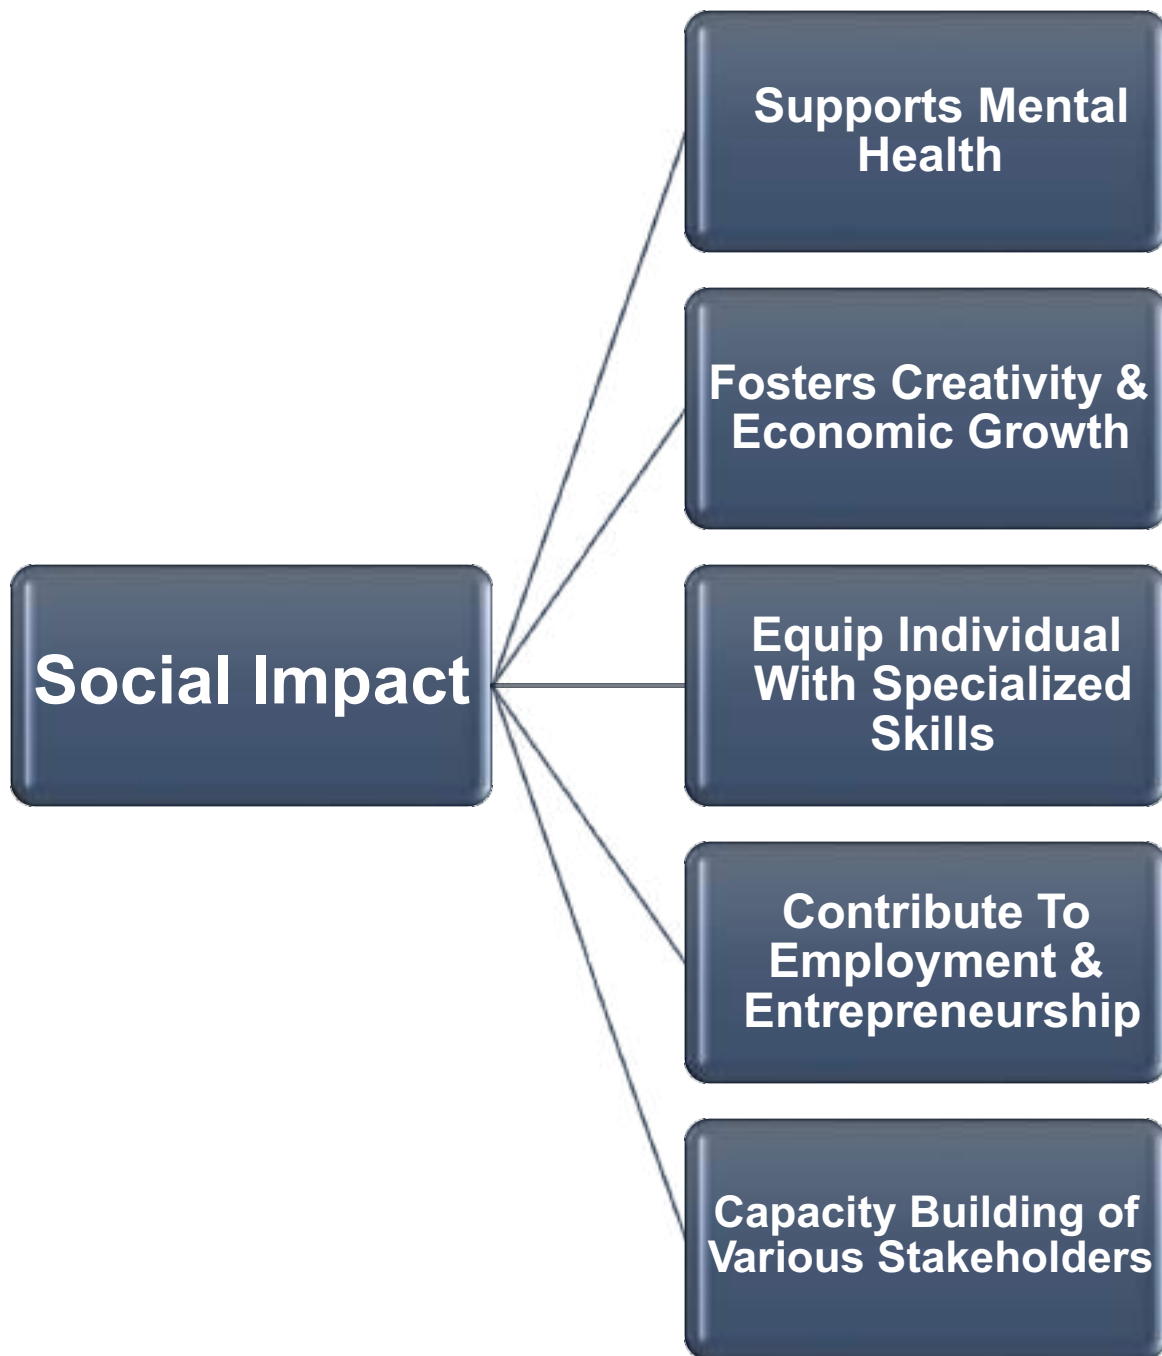 Social Impact
Supports Mental
Health
Fosters Creativity &
Economic Growth
Equip Individual
With Specialized
Skills
Contribute To
Employment &
Entrepreneurship
Capacity Building of
Various Stakeholders